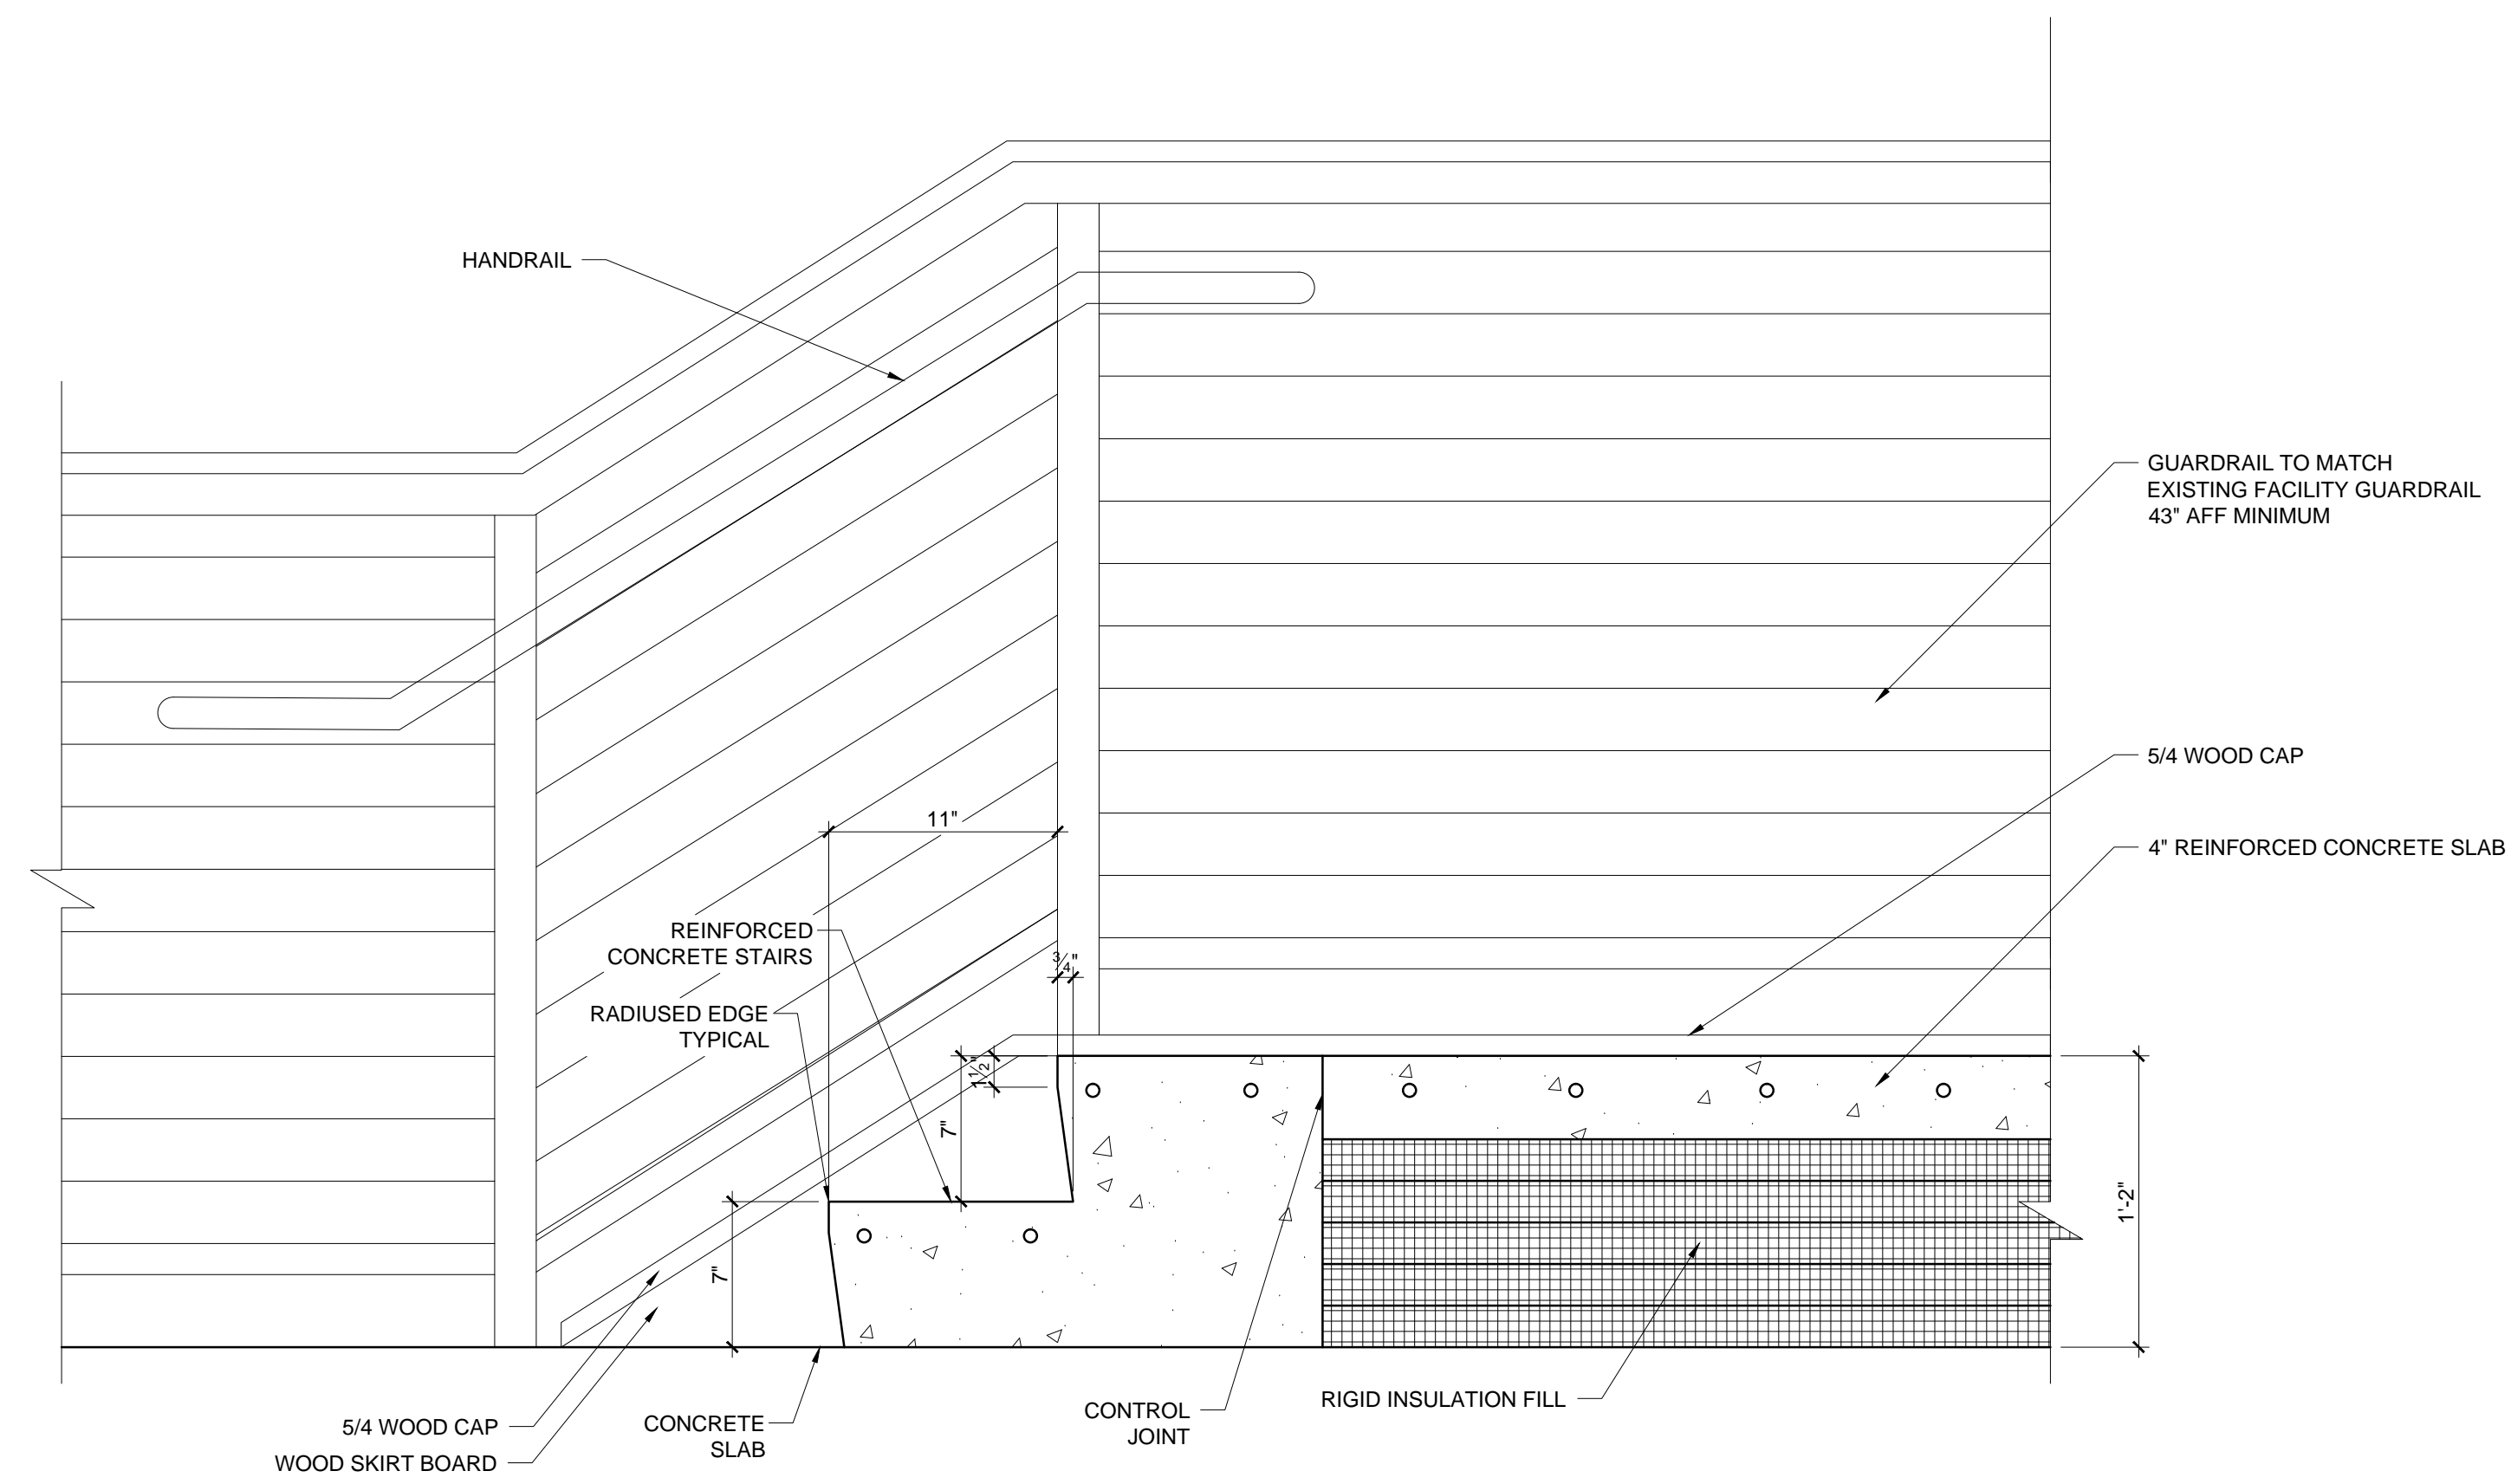 HANDRAIL
GUARDRAIL TO MATCH
EXISTING FACILITY GUARDRAIL
43" AFF MINIMUM
5/4 WOOD CAP
11"
4" REINFORCED CONCRETE SLAB
REINFORCED
CONCRETE STAIRS
3/4"
RADIUSED EDGE
TYPICAL
1 1/2"
7"
1'-2"
7"
RIGID INSULATION FILL
CONTROL
JOINT
CONCRETE
SLAB
5/4 WOOD CAP
WOOD SKIRT BOARD